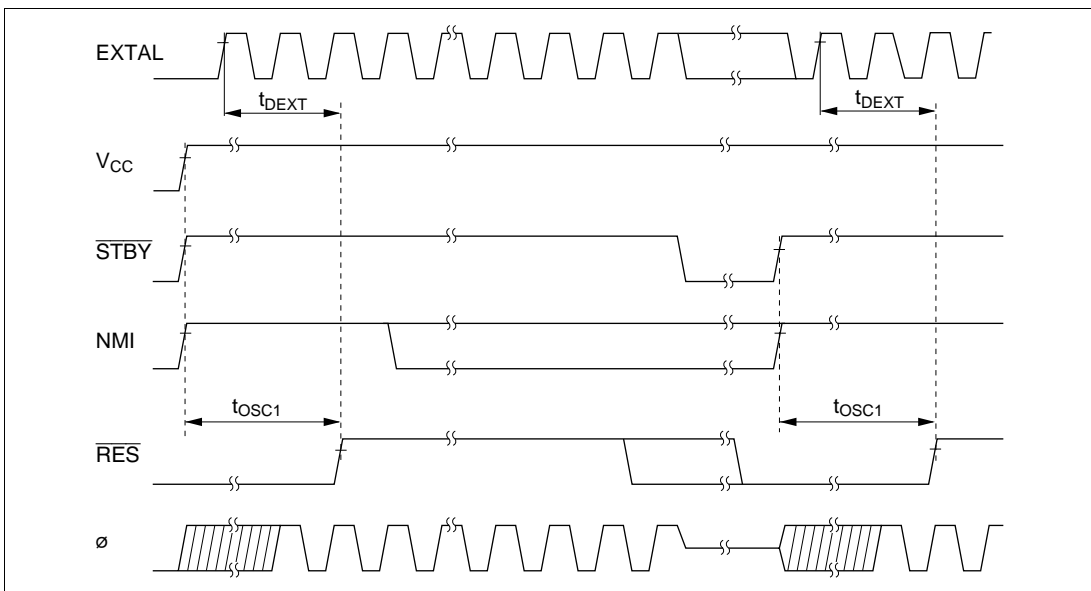 EXTAL
tDEXT
tDEXT
VCC
STBY
NMI
tOSC1
tOSC1
RES
ø